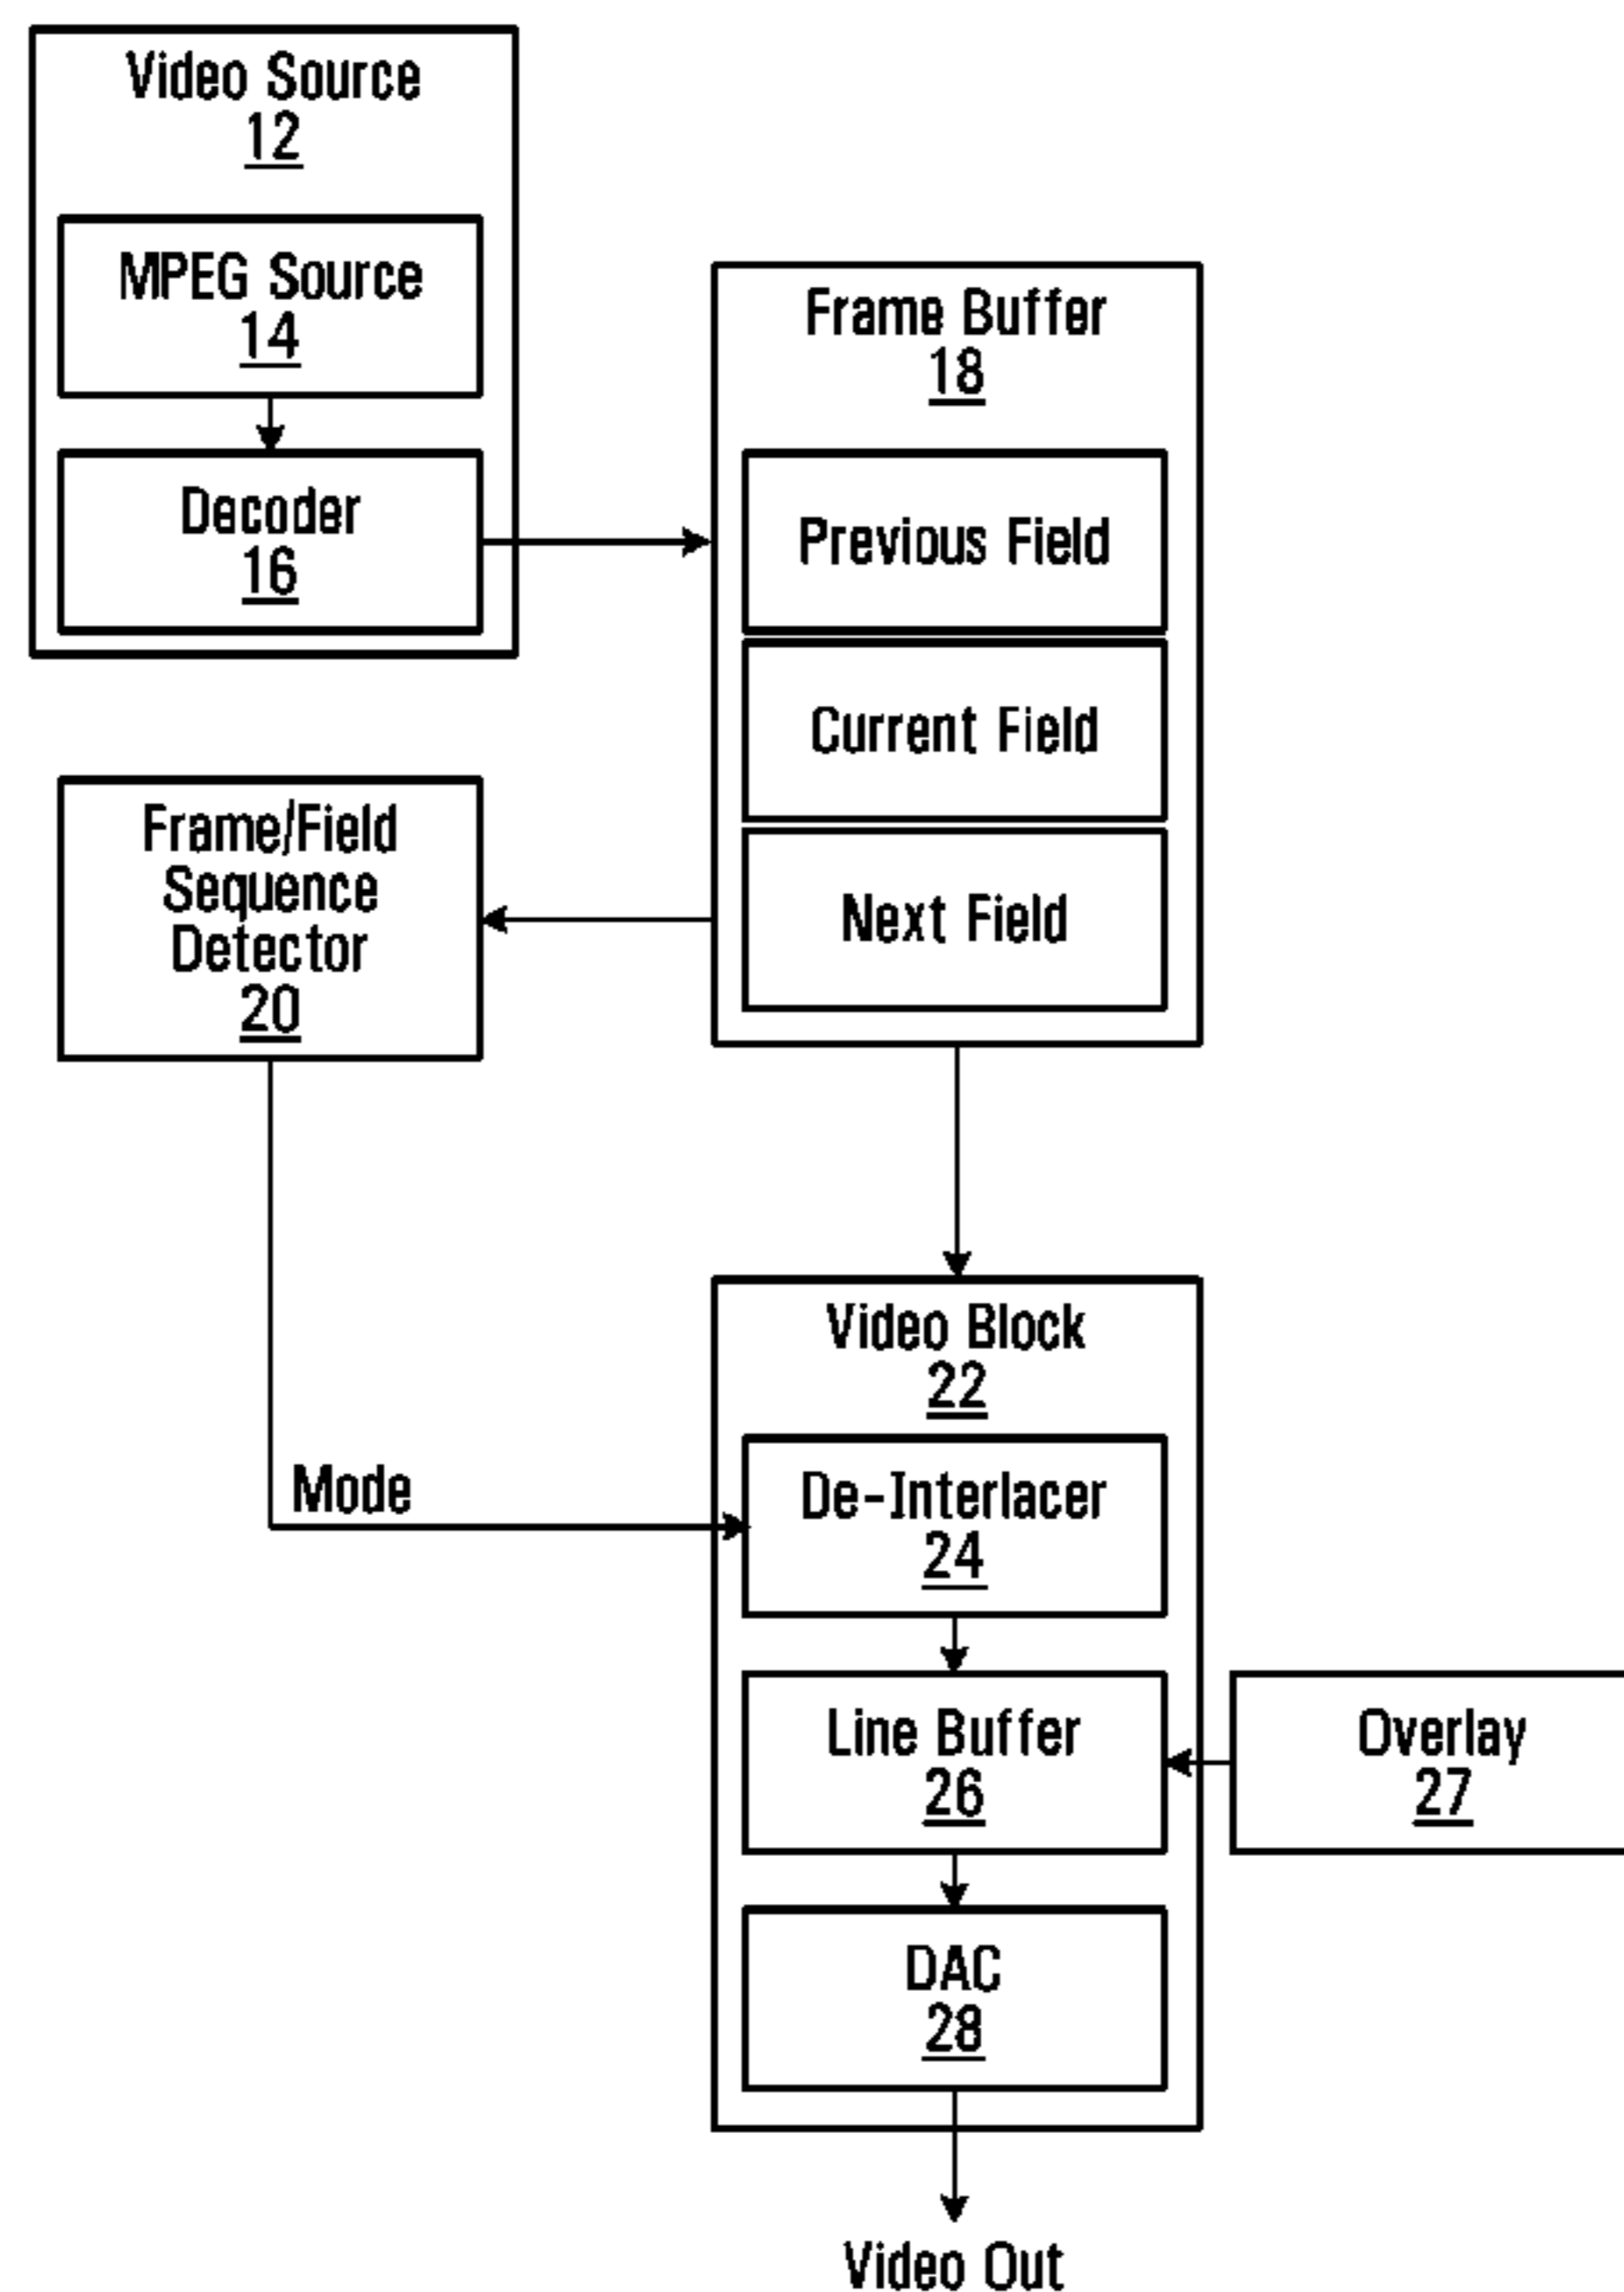 Video Source
12
MPEG Source
14
Decoder
16
Frame Buffer
18
Previous Field
Current Field
Next Field
Frame/Field
Sequence
Detector
20
Mode
Video Block
22
De-Interlacer
24
Line Buffer
26
Overlay
27
DAC
28
Video Out